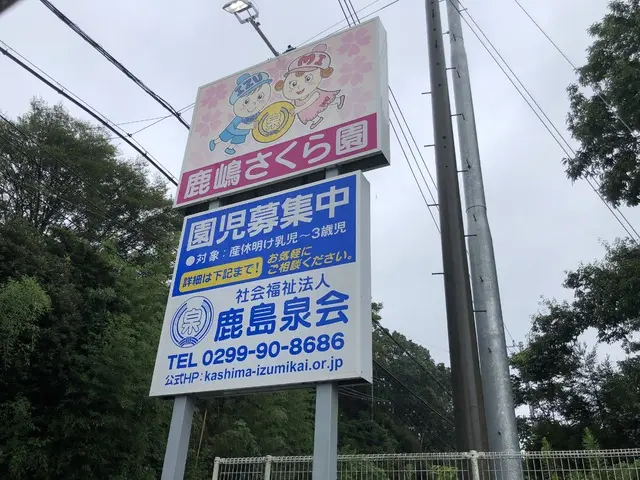 IZU
MI
鹿嶋さくら園
園児募集中
●対象：産休明け乳児～3歳児
詳細は下記まで！
お気軽に
ご相談ください。
社会福祉法人
泉
鹿島泉会
TEL 0299-90-8686
公式HP：kashima-izumikai.or.jp